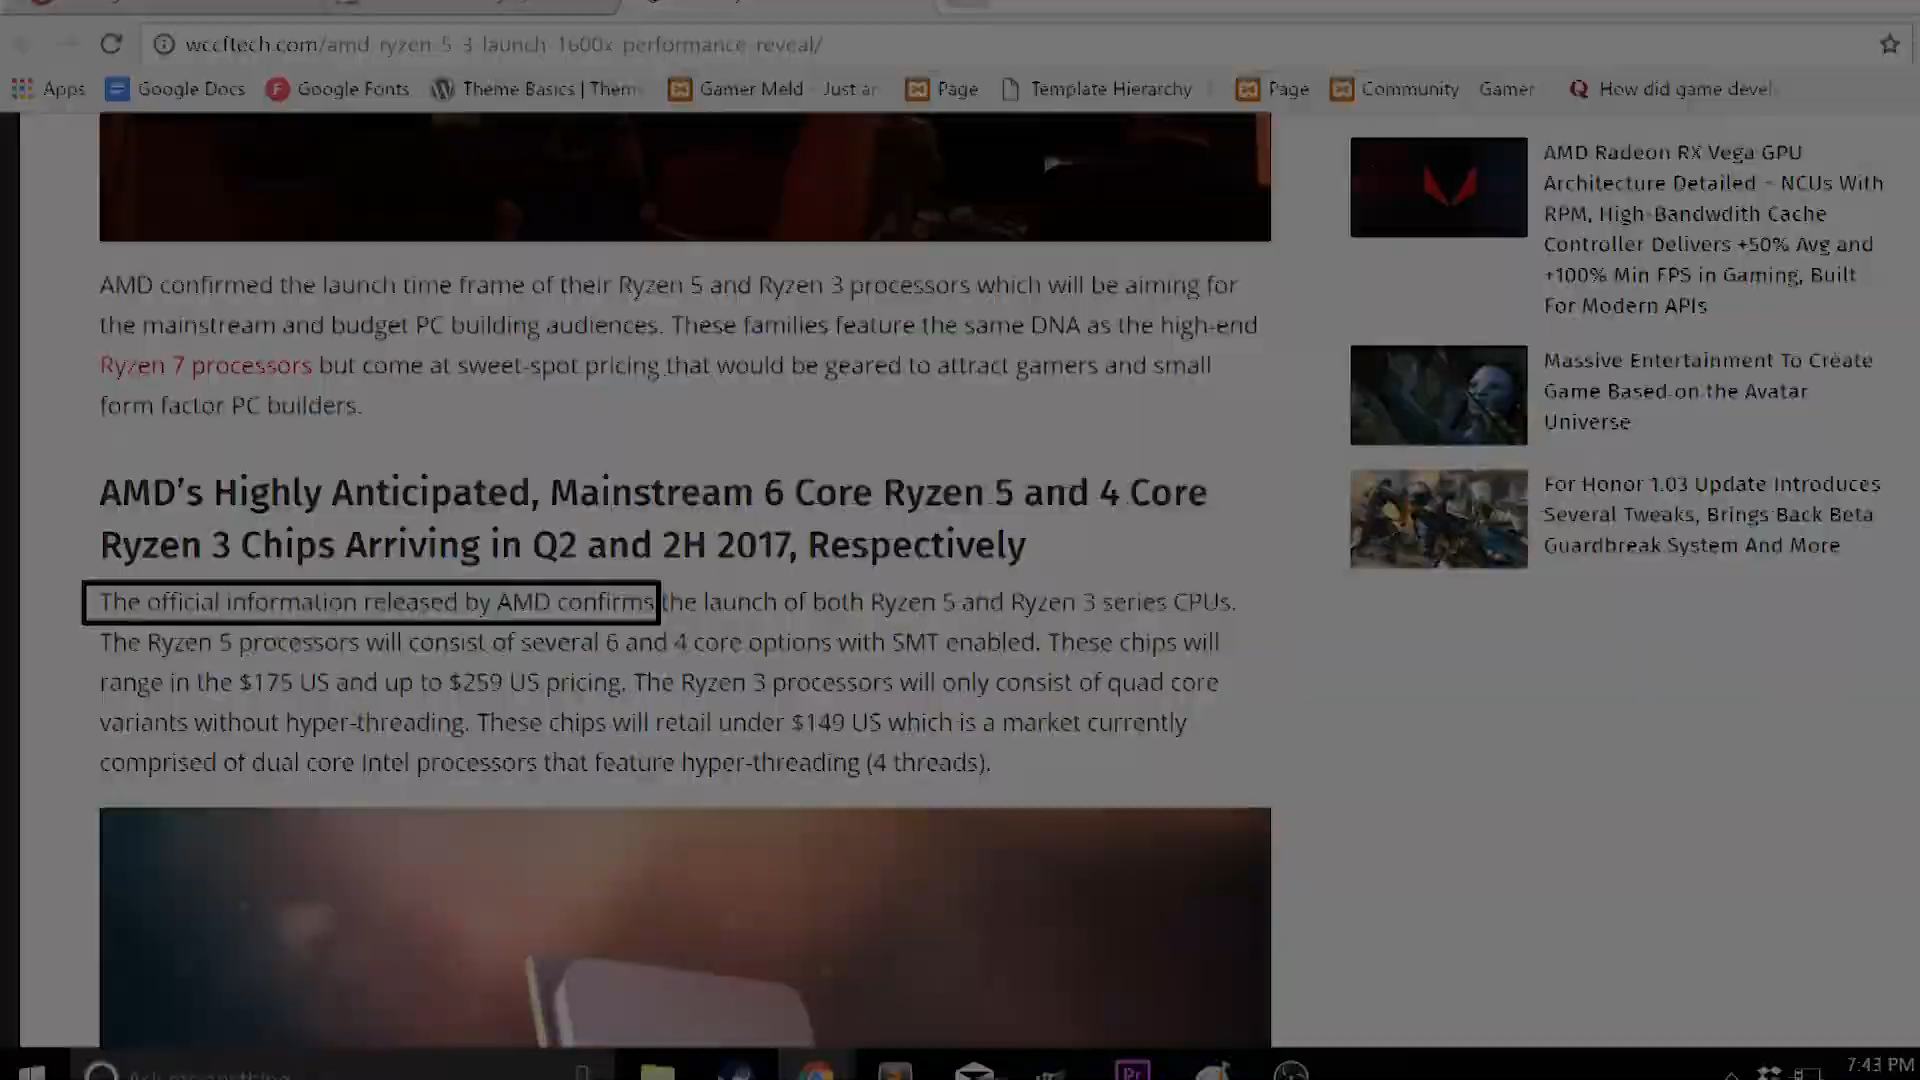 wccftech.com/amd-ryzen-5-3-launch-1600x-performance-reveal/
Apps
Google Docs
Google Fonts
Theme Basics | Them
Gamer Meld - Just an
Page
Template Hierarchy
Page
Community
Gamer
How did game devel
AMD confirmed the launch time frame of their Ryzen 5 and Ryzen 3 processors which will be aiming for
the mainstream and budget PC building audiences. These families feature the same DNA as the high-end
Ryzen 7 processors but come at sweet-spot pricing that would be geared to attract gamers and small
form factor PC builders.
AMD's Highly Anticipated, Mainstream 6 Core Ryzen 5 and 4 Core
Ryzen 3 Chips Arriving in Q2 and 2H 2017, Respectively
The official information released by AMD confirms the launch of both Ryzen 5 and Ryzen 3 series CPUs.
The Ryzen 5 processors will consist of several 6 and 4 core options with SMT enabled. These chips will
range in the $175 US and up to $259 US pricing. The Ryzen 3 processors will only consist of quad core
variants without hyper-threading. These chips will retail under $149 US which is a market currently
comprised of dual core Intel processors that feature hyper-threading (4 threads).
AMD Radeon RX Vega GPU
Architecture Detailed – NCUs With
RPM, High-Bandwdith Cache
Controller Delivers +50% Avg and
+100% Min FPS in Gaming, Built
For Modern APIs
Massive Entertainment To Create
Game Based on the Avatar
Universe
For Honor 1.03 Update Introduces
Several Tweaks, Brings Back Beta
Guardbreak System And More
Ask me anything
Pr
7:43 PM